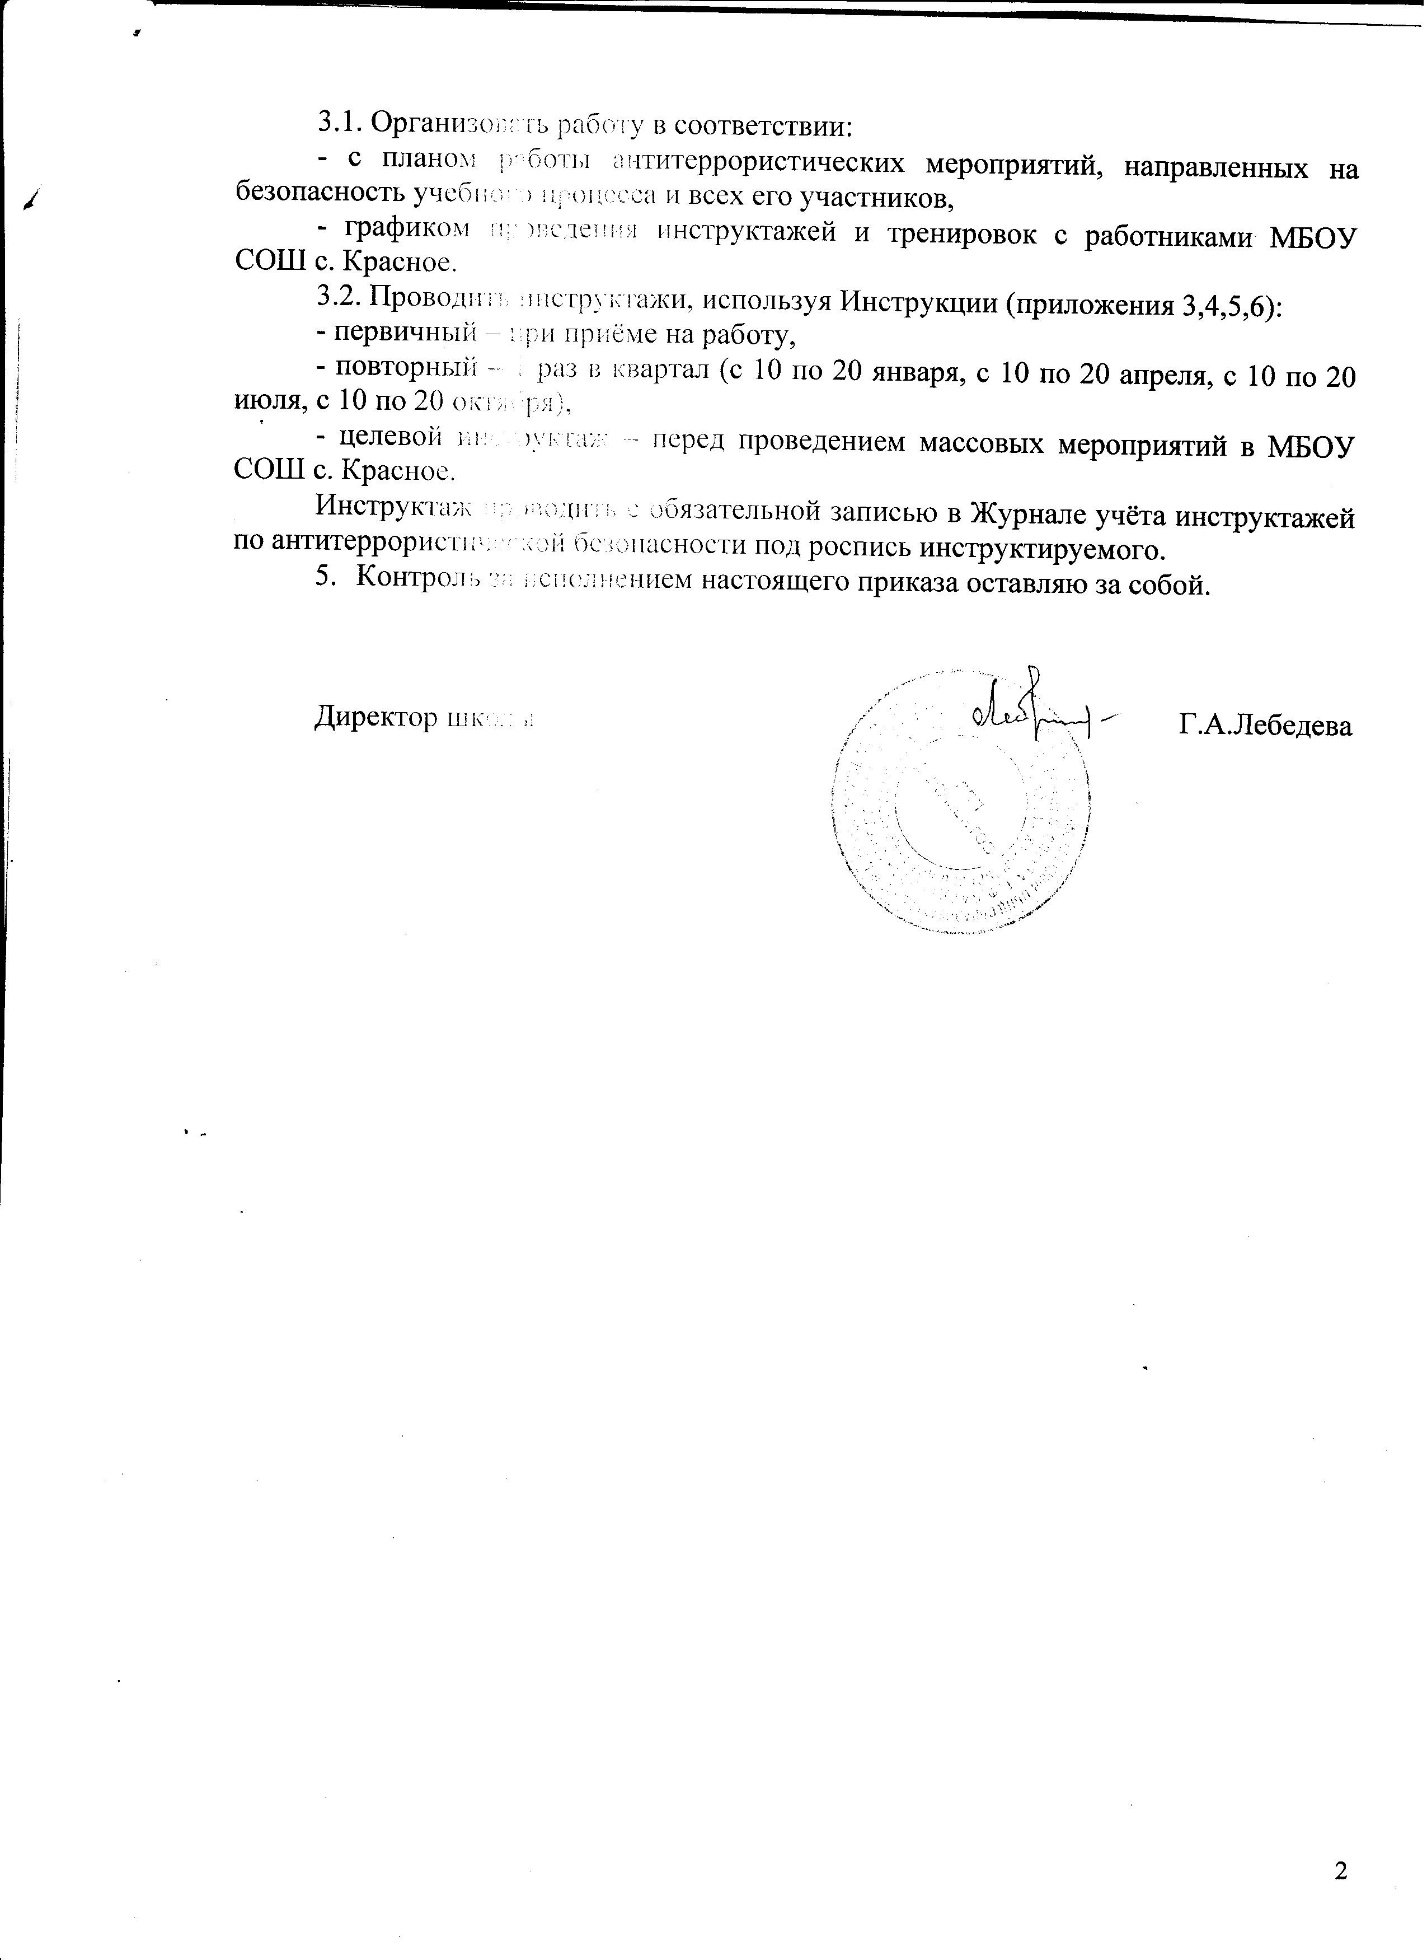 3.1. Организовать работу в соответствии:
- с планом работы антитеррористических мероприятий, направленных на
безопасность учебного процесса и всех его участников,
- графиком проведения инструктажей и тренировок с работниками МБОУ
СОШ с. Красное.
3.2. Проводить инструктажи, используя Инструкции (приложения 3,4,5,6):
- первичный – при приёме на работу,
- повторный – раз в квартал (с 10 по 20 января, с 10 по 20 апреля, с 10 по 20
июля, с 10 по 20 октября),
- целевой инструктаж – перед проведением массовых мероприятий в МБОУ
СОШ с. Красное.
Инструктаж проводить с обязательной записью в Журнале учёта инструктажей
по антитеррористической безопасности под роспись инструктируемого.
5. Контроль за исполнением настоящего приказа оставляю за собой.
Директор школы Г.А.Лебедева
2